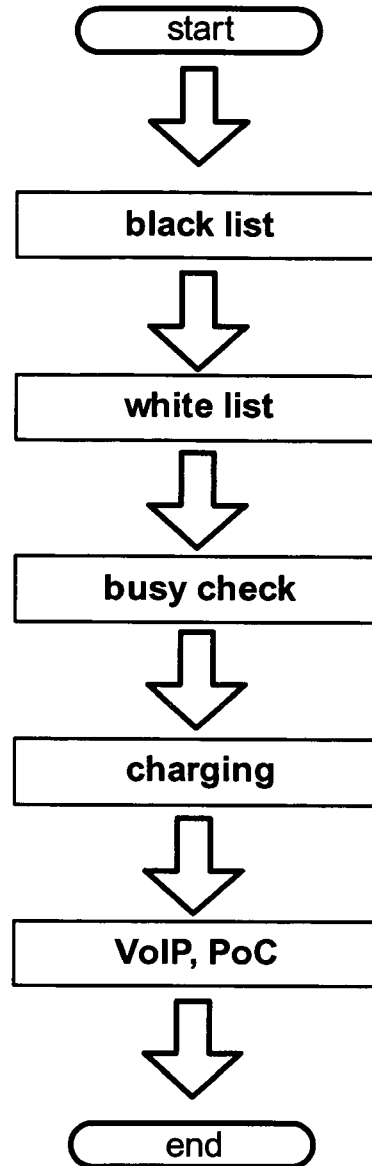 start
black list
white list
busy check
charging
VoIP, PoC
end